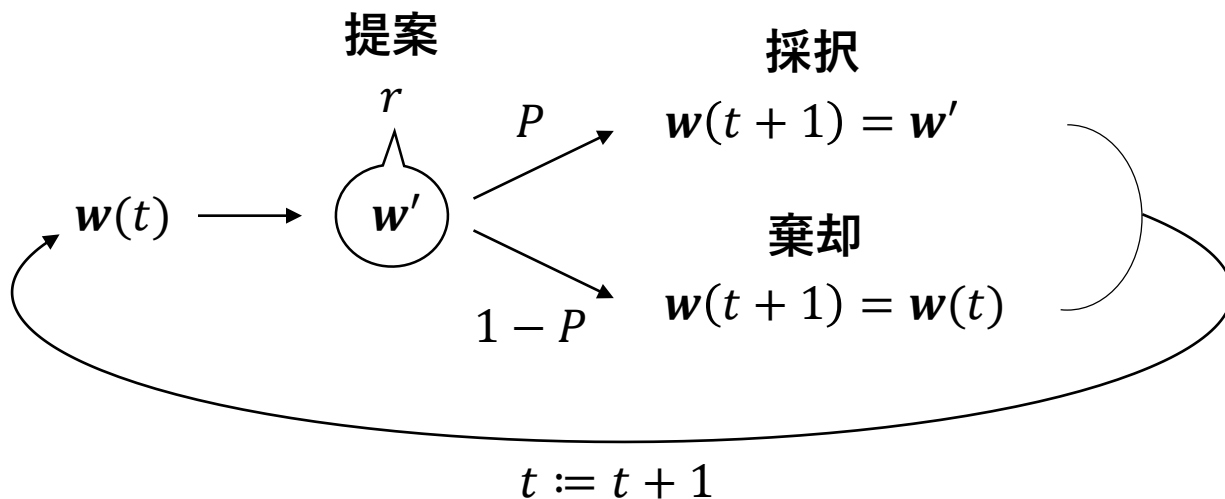 提案
r
w(t)
w'
P
1 − P
採択
w(t + 1) = w'
棄却
w(t + 1) = w(t)
t ≔ t + 1